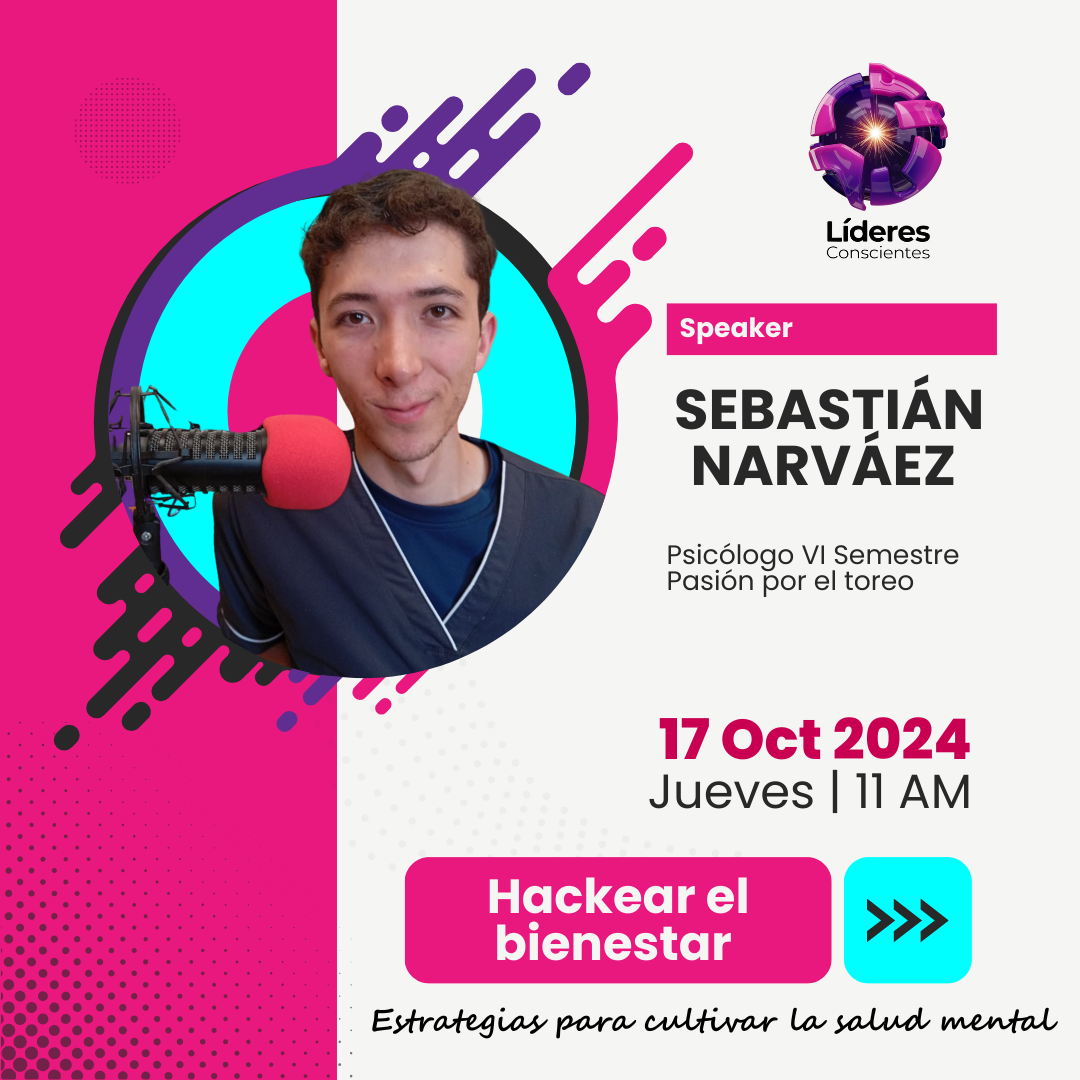 Líderes
Conscientes
Speaker
SEBASTIÁN
NARVÁEZ
Psicólogo VI Semestre
Pasión por el toreo
17 Oct 2024
Jueves | 11 AM
Hackear el
bienestar
Estrategias para cultivar la salud mental